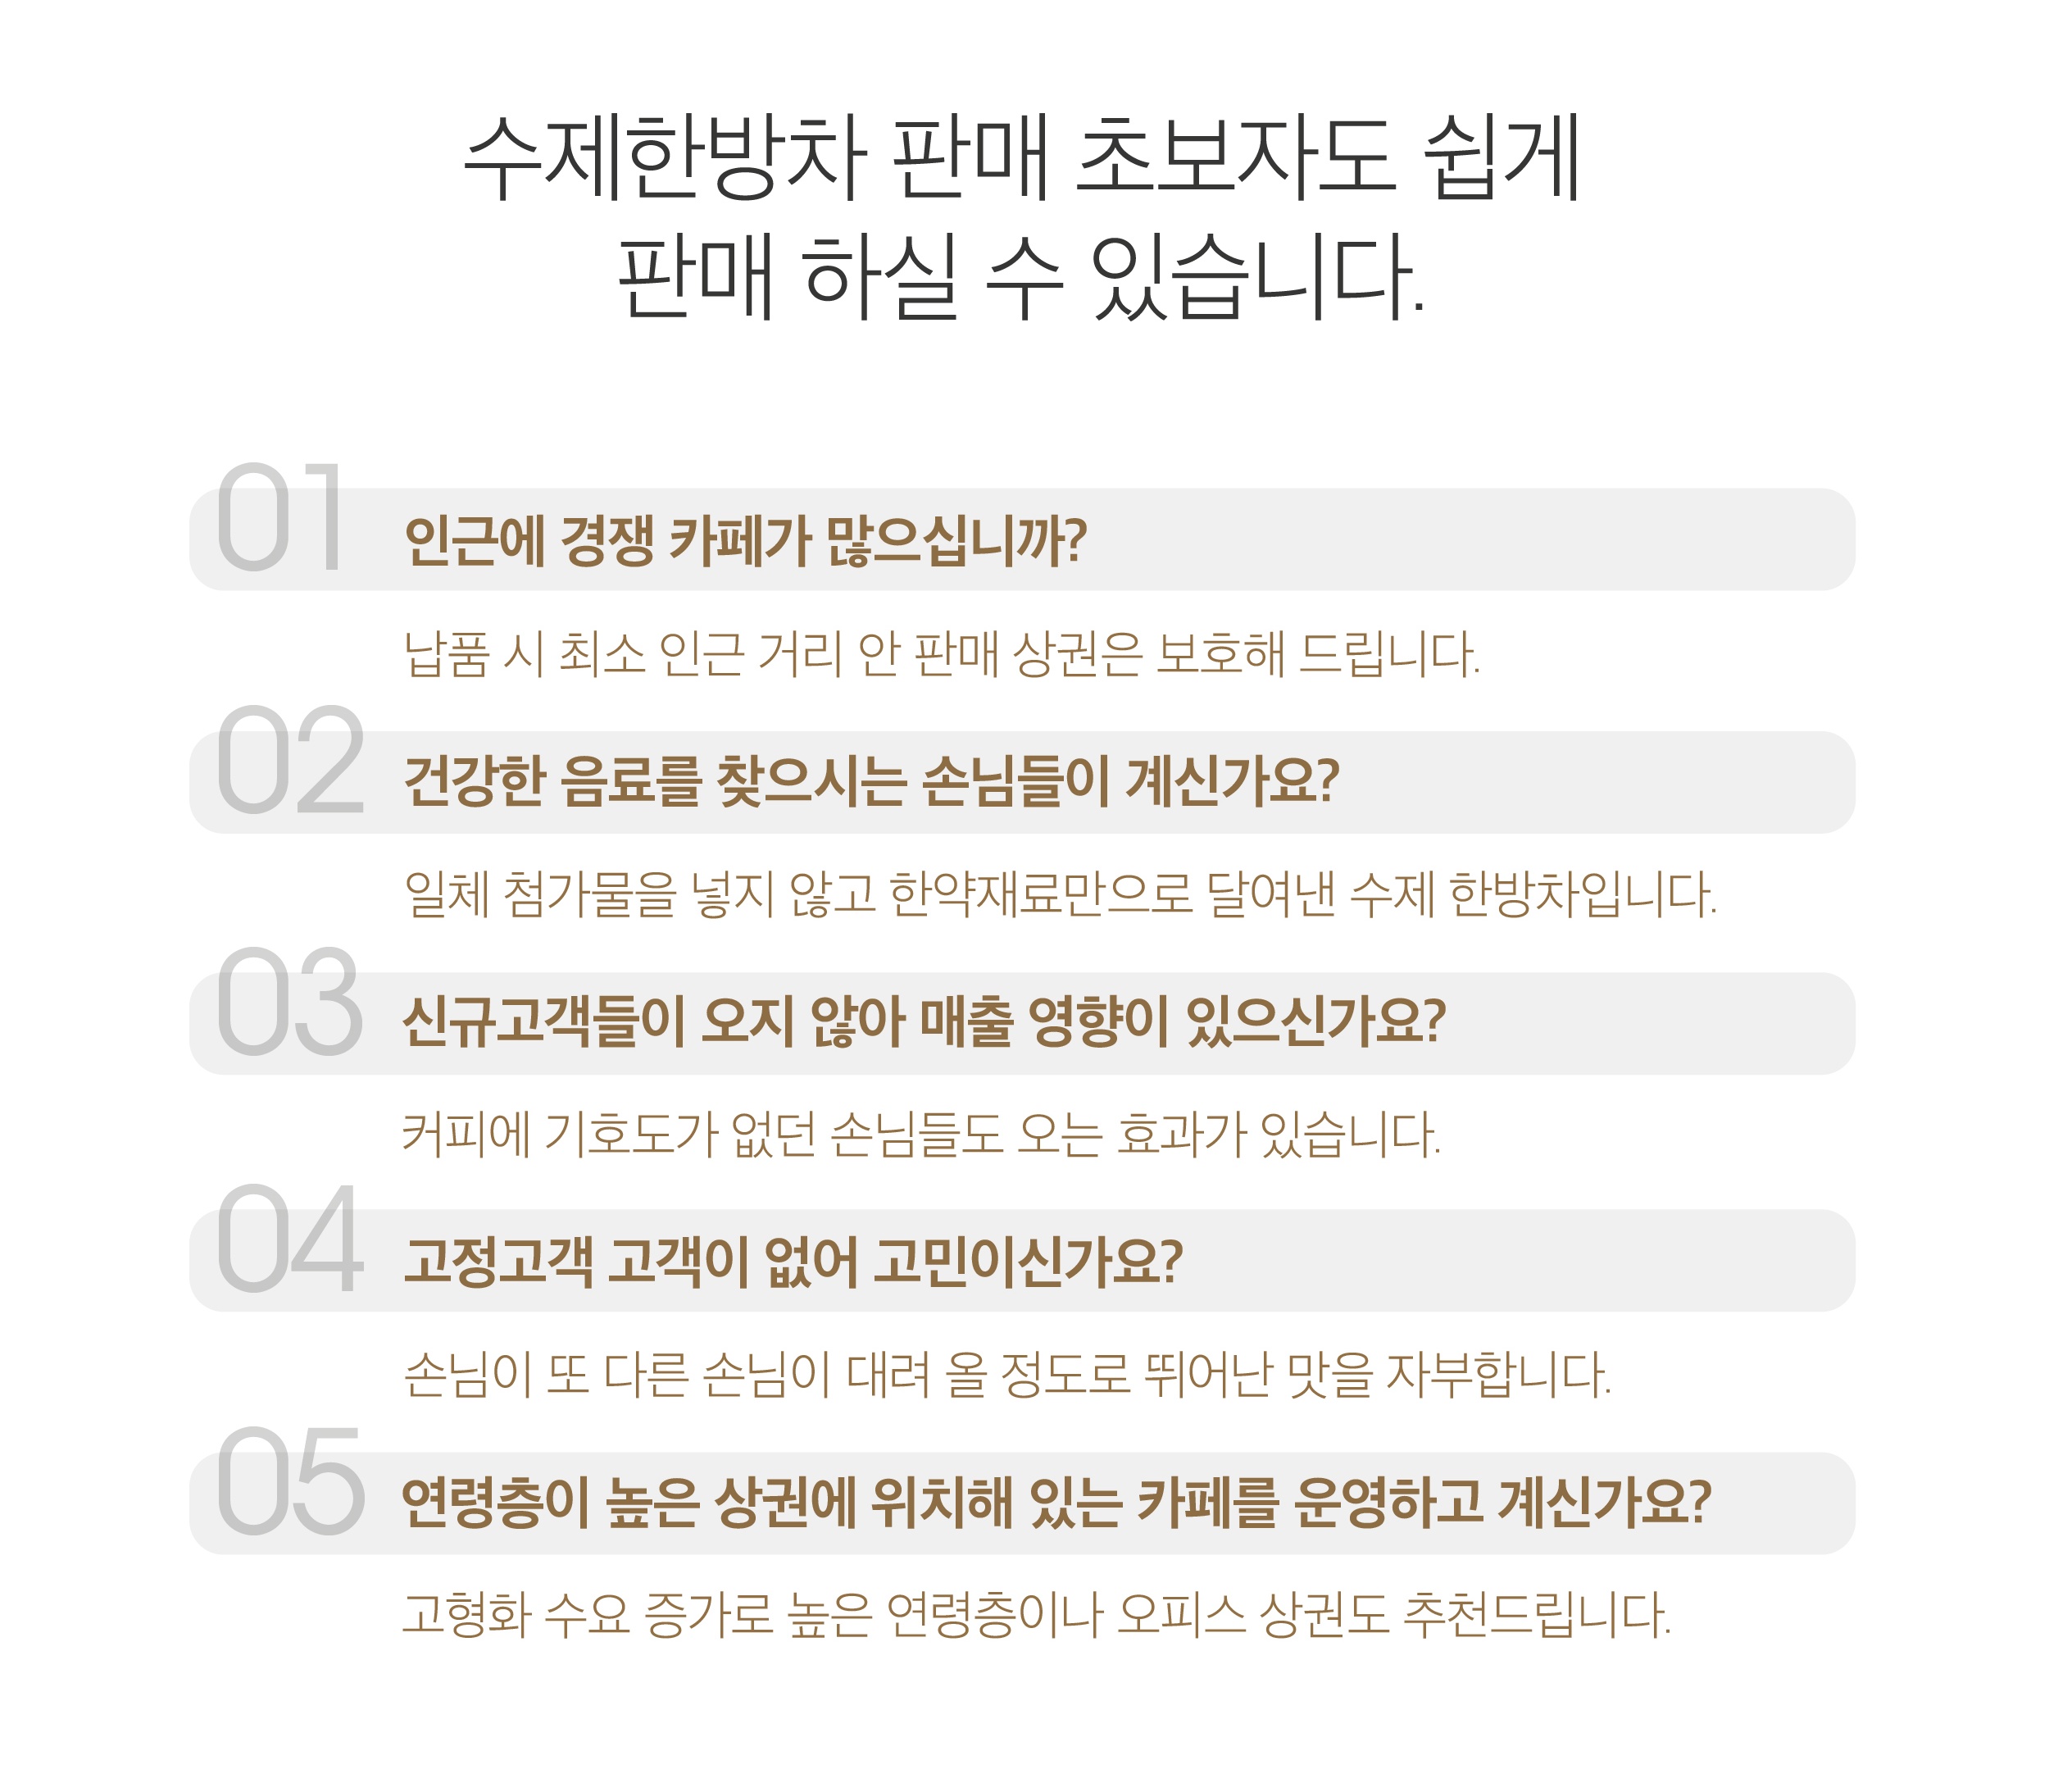 수제한방차 판매 초보자도 쉽게
판매 하실 수 있습니다.
01
인근에 경쟁 카페가 많으십니까?
납품 시 최소 인근 거리 안 판매 상권은 보호해 드립니다.
02
건강한 음료를 찾으시는 손님들이 계신가요?
일체 첨가물을 넣지 않고 한약재료만으로 닳여낸 수제 한방차입니다.
03
신규고객들이 오지 않아 매출 영향이 있으신가요?
커피에 기호도가 없던 손님들도 오는 효과가 있습니다.
04
고정고객 고객이 없어 고민이신가요?
손님이 또 다른 손님이 데려 올 정도로 뛰어난 맛을 자부합니다.
05
연령층이 높은 상권에 위치해 있는 카페를 운영하고 계신가요?
고형화 수요 증가로 높은 연령층이나 오피스 상권도 추천드립니다.